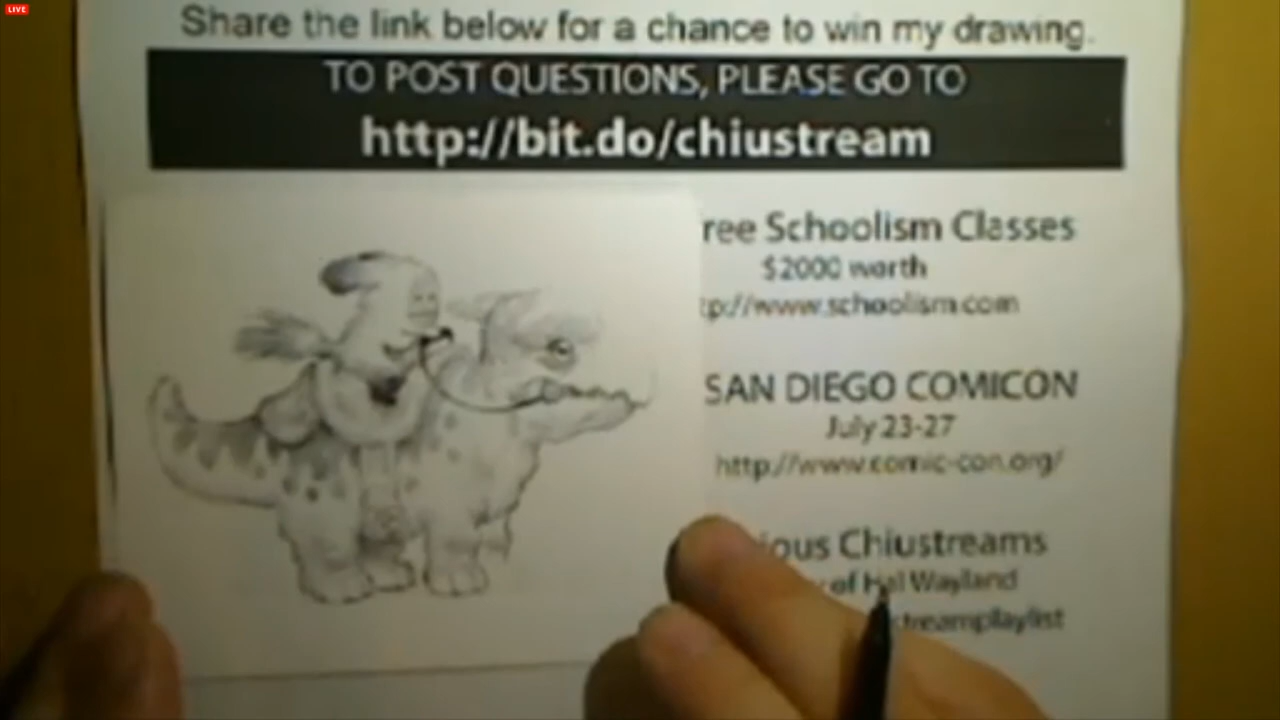 LIVE
Share the link below for a chance to win my drawing.
TO POST QUESTIONS, PLEASE GO TO
http://bit.do/chiustream
ree Schoolism Classes
$2000 worth
tp://www.schoolism.com
SAN DIEGO COMICON
July 23-27
http://www.comic-con.org/
ious Chiustreams
of Hal Wayland
streamplaylist